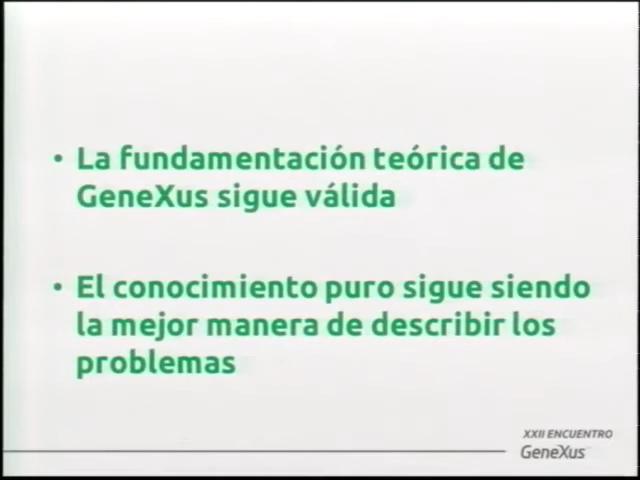 • La fundamentación teórica de
GeneXus sigue válida
• El conocimiento puro sigue siendo
la mejor manera de describir los
problemas
XXII ENCUENTRO
GeneXus